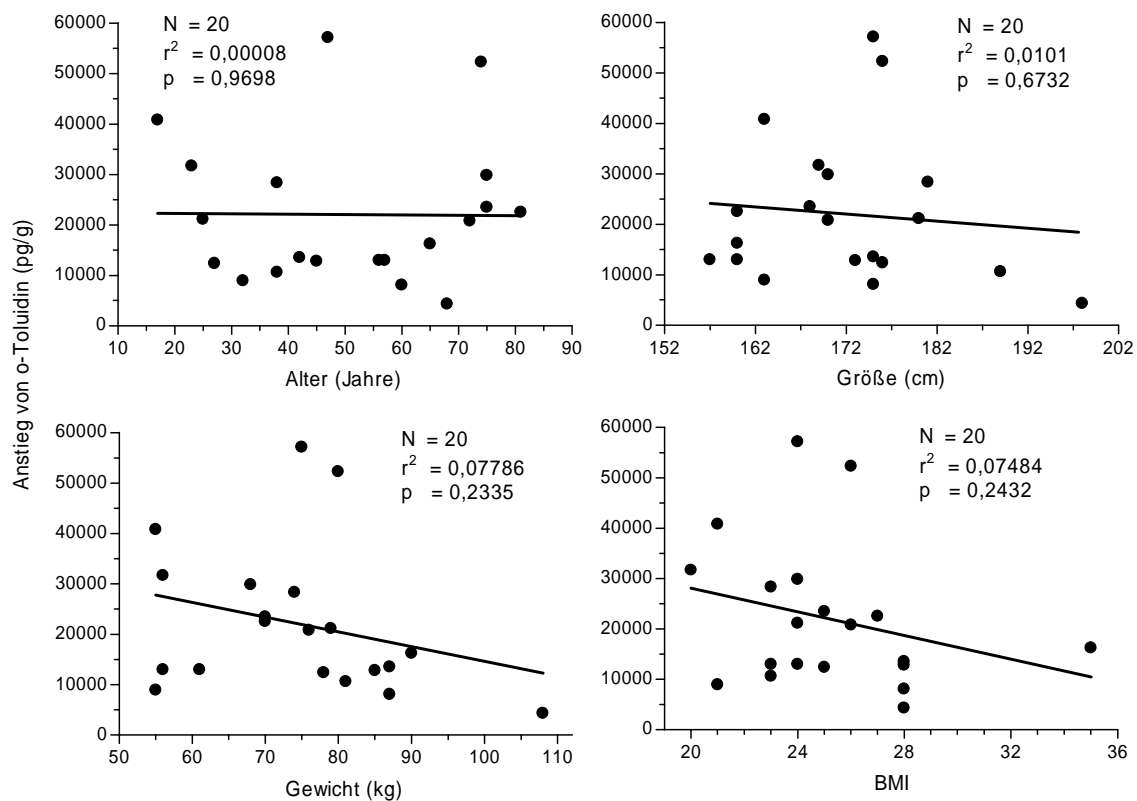 Anstieg von o-Toluidin (pg/g)
60000
50000
40000
30000
20000
10000
0
N = 20
r² = 0,00008
p = 0,9698
10 20 30 40 50 60 70 80 90
Alter (Jahre)
60000
50000
40000
30000
20000
10000
0
N = 20
r² = 0,0101
p = 0,6732
152 162 172 182 192 202
Größe (cm)
60000
50000
40000
30000
20000
10000
0
N = 20
r² = 0,07786
p = 0,2335
50 60 70 80 90 100 110
Gewicht (kg)
60000
50000
40000
30000
20000
10000
0
N = 20
r² = 0,07484
p = 0,2432
20 24 28 32 36
BMI